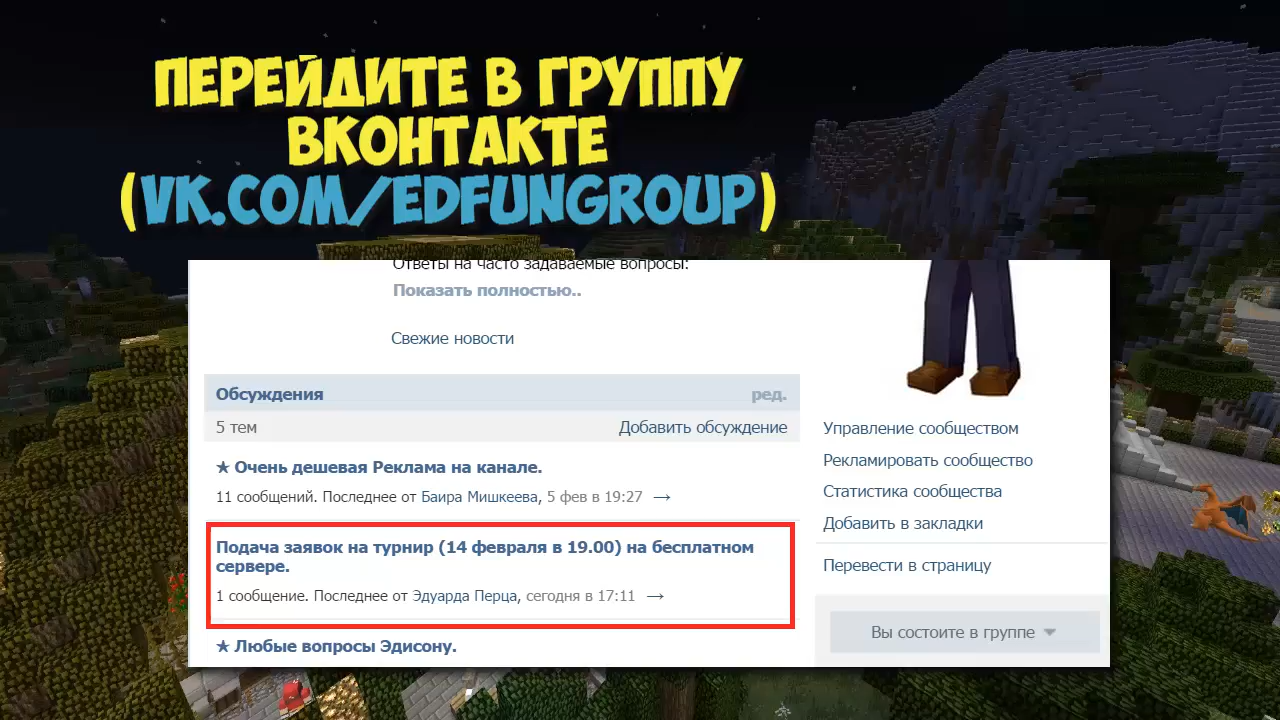 ПЕРЕЙДИТЕ В ГРУППУ
ВКОНТАКТЕ
(VK.COM/EDFUNGROUP)
Ответы на часто задаваемые вопросы:
Показать полностью..
Свежие новости
Обсуждения ред.
5 тем Добавить обсуждение
★ Очень дешевая Реклама на канале.
11 сообщений. Последнее от Баира Мишкеева, 5 фев в 19:27 →
Подача заявок на турнир (14 февраля в 19.00) на бесплатном
сервере.
1 сообщение. Последнее от Эдуарда Перца, сегодня в 17:11 →
★ Любые вопросы Эдисону.
Управление сообществом
Рекламировать сообщество
Статистика сообщества
Добавить в закладки
Перевести в страницу
Вы состоите в группе